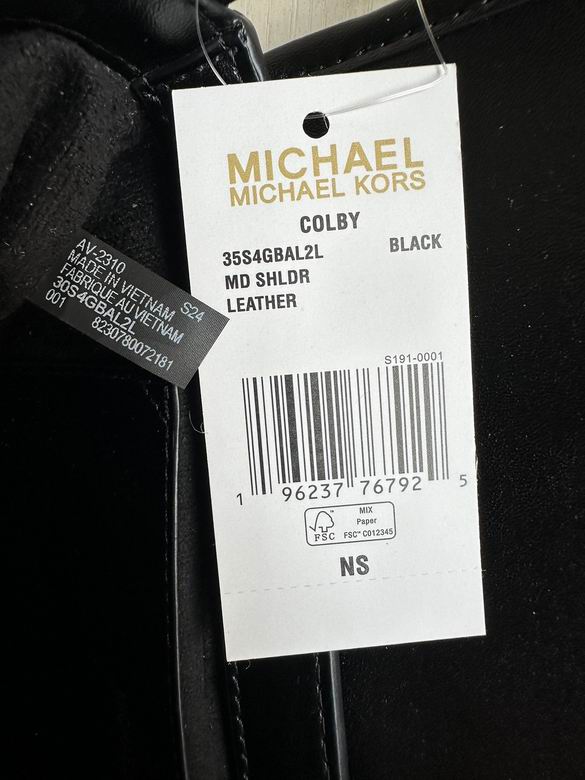 MICHAEL
MICHAEL KORS
COLBY
35S4GBAL2L
BLACK
MD SHLDR
LEATHER
S191-0001
1 96237 76792 5
FSC
MIX
Paper
FSC™ C012345
NS
AV-2310
MADE IN VIETNAM S24
FABRIQUE AU VIETNAM
30S4GBAL2L
001
8230780072181